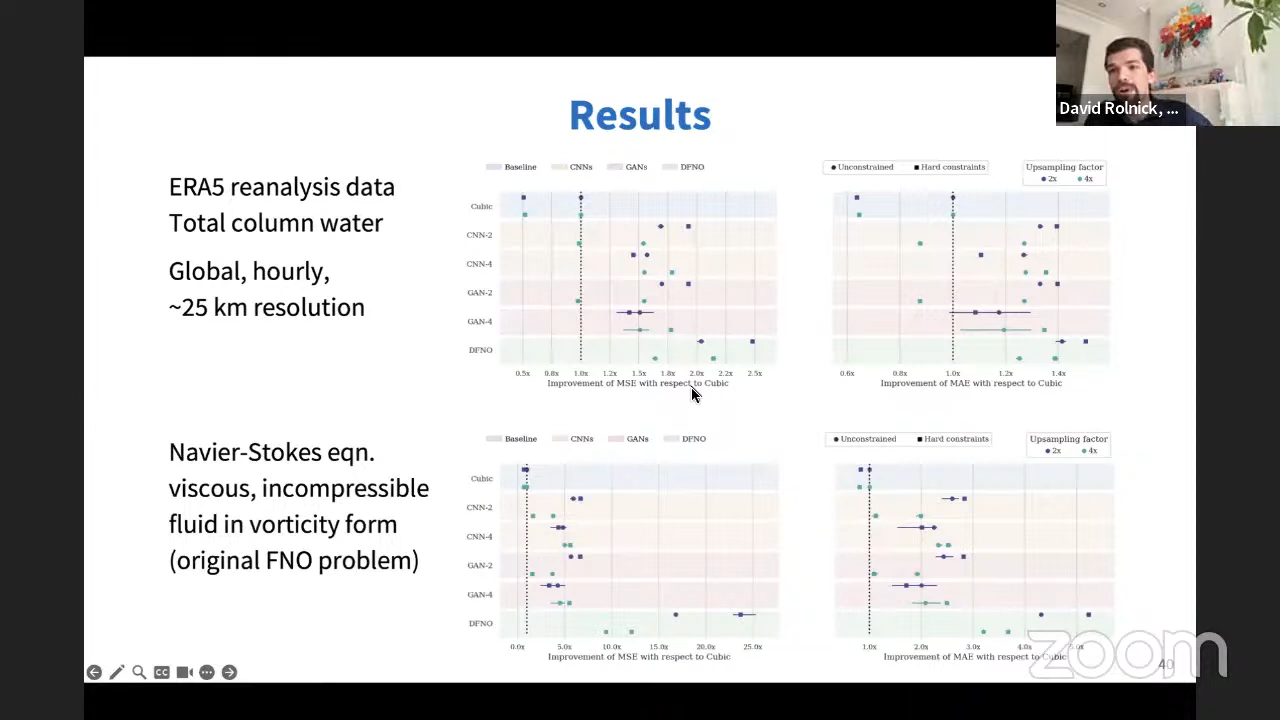 David Rolnick, ...
Results
ERA5 reanalysis data
Total column water
Global, hourly,
~25 km resolution
Baseline CNNs GANs DFNO
Cubic
CNN-2
CNN-4
GAN-2
GAN-4
DFNO
0.5x 0.8x 1.0x 1.2x 1.5x 1.8x 2.0x 2.2x 2.5x
Improvement of MSE with respect to Cubic
Unconstrained Hard constraints
Upsampling factor
2x 4x
0.6x 0.8x 1.0x 1.2x 1.4x
Improvement of MAE with respect to Cubic
Navier-Stokes eqn.
viscous, incompressible
fluid in vorticity form
(original FNO problem)
Baseline CNNs GANs DFNO
Cubic
CNN-2
CNN-4
GAN-2
GAN-4
DFNO
0.0x 5.0x 10.0x 15.0x 20.0x 25.0x
Improvement of MSE with respect to Cubic
Unconstrained Hard constraints
Upsampling factor
2x 4x
1.0x 2.0x 3.0x 4.0x 5.0x
Improvement of MAE with respect to Cubic
CC
40
zoom